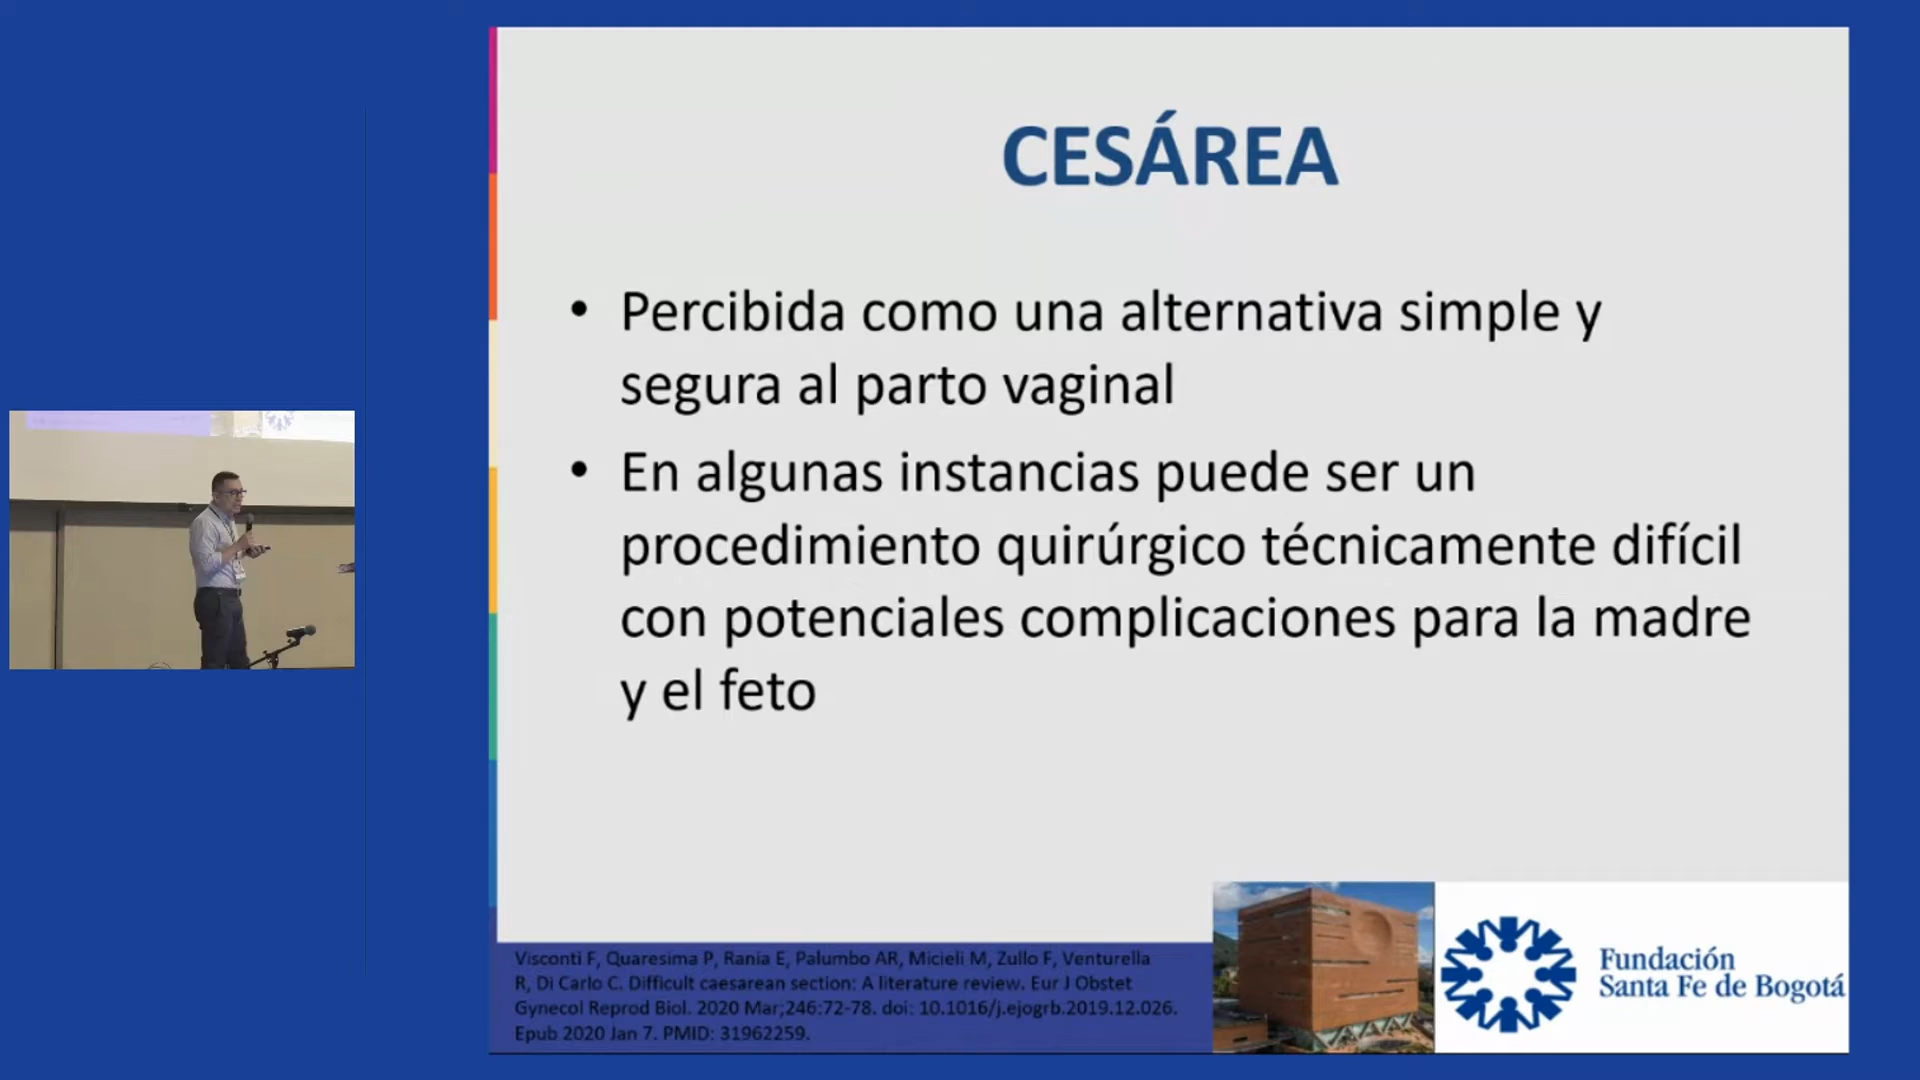 CESÁREA
• Percibida como una alternativa simple y
segura al parto vaginal
• En algunas instancias puede ser un
procedimiento quirúrgico técnicamente difícil
con potenciales complicaciones para la madre
y el feto
Visconti F, Quaresima P, Rania E, Palumbo AR, Micieli M, Zullo F, Venturella
R, Di Carlo C. Difficult caesarean section: A literature review. Eur J Obstet
Gynecol Reprod Biol. 2020 Mar;246:72-78. doi: 10.1016/j.ejogrb.2019.12.026.
Epub 2020 Jan 7. PMID: 31962259.
Fundación
Santa Fe de Bogotá